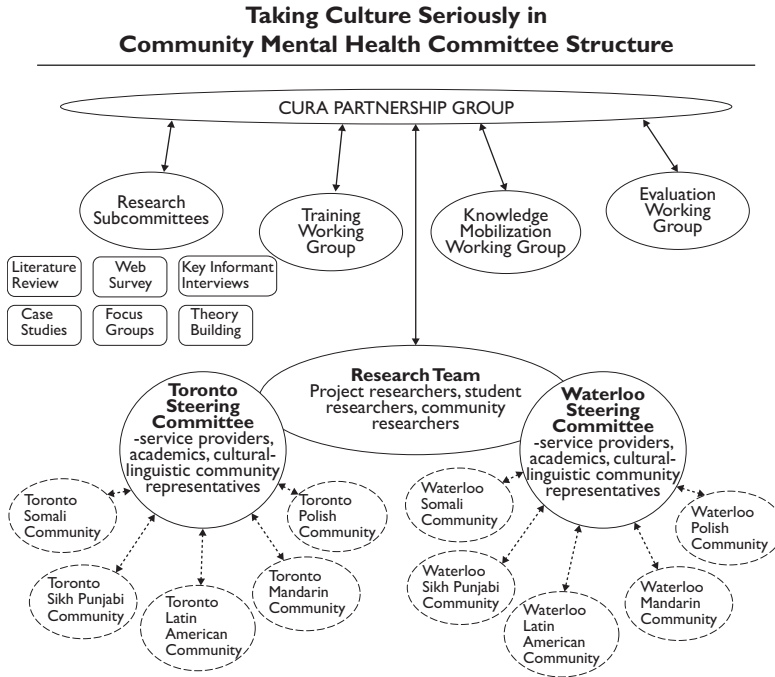 Taking Culture Seriously in
Community Mental Health Committee Structure
CURA PARTNERSHIP GROUP
Research
Subcommittees
Training
Working
Group
Knowledge
Mobilization
Working Group
Evaluation
Working
Group
Literature
Review
Web
Survey
Key Informant
Interviews
Case
Studies
Focus
Groups
Theory
Building
Research Team
Project researchers, student
researchers, community
researchers
Toronto
Steering
Committee
-service providers,
academics, cultural-
linguistic community
representatives
Waterloo
Steering
Committee
-service providers,
academics, cultural-
linguistic community
representatives
Toronto
Somali
Community
Toronto
Sikh Punjabi
Community
Toronto
Latin
American
Community
Toronto
Mandarin
Community
Toronto
Polish
Community
Waterloo
Somali
Community
Waterloo
Sikh Punjabi
Community
Waterloo
Latin
American
Community
Waterloo
Mandarin
Community
Waterloo
Polish
Community